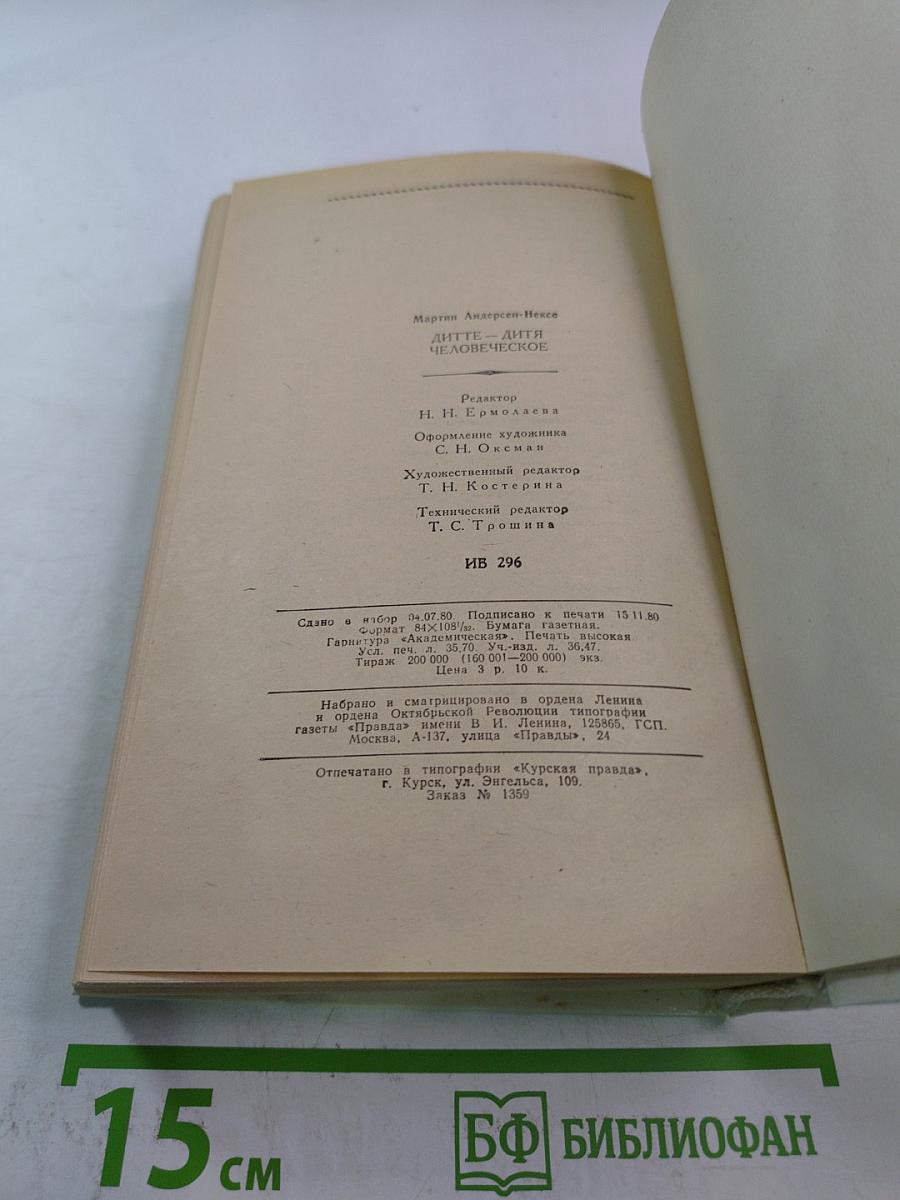 Мартин Андерсен-Нексе
ДИТТЕ — ДИТЯ
ЧЕЛОВЕЧЕСКОЕ
Редактор
Н. Н. Ермолаева
Оформление художника
С. Н. Оксман
Художественный редактор
Т. Н. Костерина
Технический редактор
Т. С. Трошина
ИБ 296
Сдано в набор 04.07.80. Подписано к печати 15 11.80
Формат 84×108¹/₃₂. Бумага газетная.
Гарнитура «Академическая». Печать высокая
Усл. печ. л. 35,70. Уч.-изд. л. 36,47.
Тираж 200 000 (160 001—200 000) экз.
Цена 3 р. 10 к.
Набрано и сматрицировано в ордена Ленина
и ордена Октябрьской Революции типографии
газеты «Правда» имени В И. Ленина, 125865, ГСП.
Москва, А-137, улица «Правды», 24
Отпечатано в типографии «Курская правда»,
г. Курск, ул. Энгельса, 109.
Заказ № 1359
15 см
БФ БИБЛИОФАН